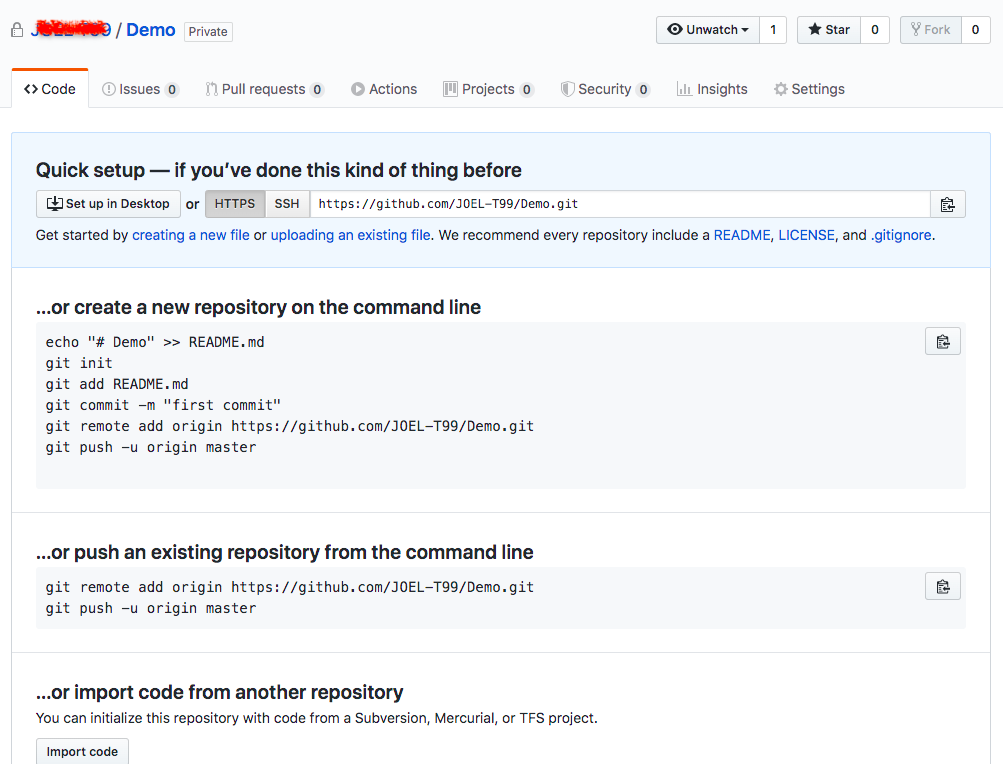 / Demo Private Unwatch 1 Star 0 Fork 0
Code Issues 0 Pull requests 0 Actions Projects 0 Security 0 Insights Settings
Quick setup — if you’ve done this kind of thing before
Set up in Desktop or HTTPS SSH https://github.com/JOEL-T99/Demo.git
Get started by creating a new file or uploading an existing file. We recommend every repository include a README, LICENSE, and .gitignore.
…or create a new repository on the command line
echo "# Demo" >> README.md
git init
git add README.md
git commit -m "first commit"
git remote add origin https://github.com/JOEL-T99/Demo.git
git push -u origin master
…or push an existing repository from the command line
git remote add origin https://github.com/JOEL-T99/Demo.git
git push -u origin master
…or import code from another repository
You can initialize this repository with code from a Subversion, Mercurial, or TFS project.
Import code